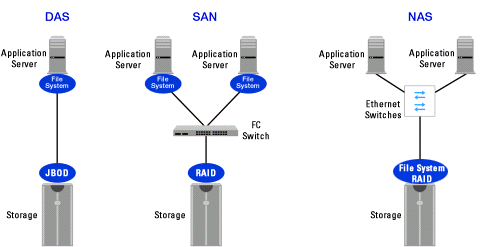 DAS
SAN
NAS
Application
Server
Application
Server
Application
Server
Application
Server
Application
Server
File
System
File
System
File
System
Ethernet
Switches
FC
Switch
JBOD
RAID
File System
RAID
Storage
Storage
Storage